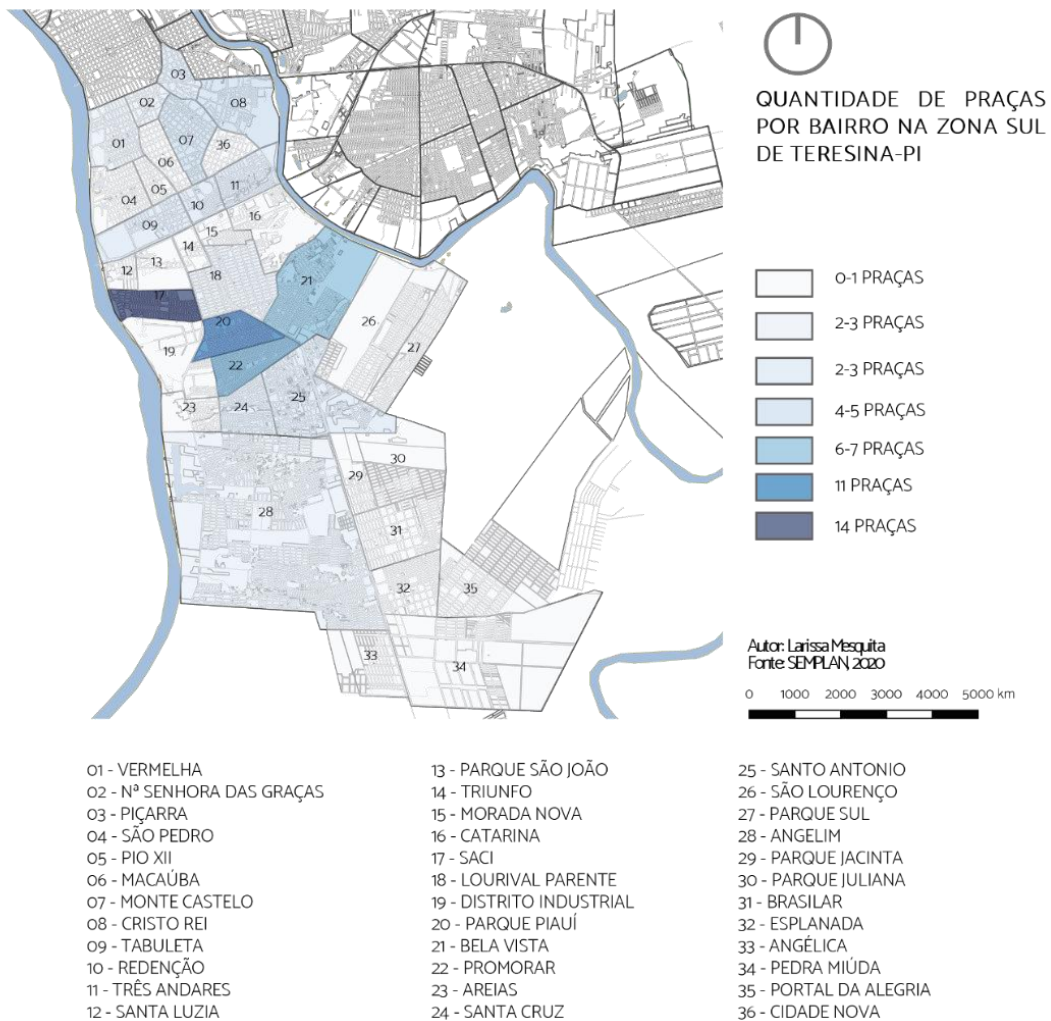 QUANTIDADE DE PRAÇAS
POR BAIRRO NA ZONA SUL
DE TERESINA-PI
0-1 PRAÇAS
2-3 PRAÇAS
2-3 PRAÇAS
4-5 PRAÇAS
6-7 PRAÇAS
11 PRAÇAS
14 PRAÇAS
03
02
08
01
07
36
06
05
04
11
10
09
16
15
14
13
12
18
21
17
20
26
19
27
22
23
24
25
30
29
28
31
32
35
33
34
Autor: Larissa Mesquita
Fonte: SEMPLAN, 2020
0 1000 2000 3000 4000 5000 km
01 - VERMELHA
02 - Nª SENHORA DAS GRAÇAS
03 - PIÇARRA
04 - SÃO PEDRO
05 - PIO XII
06 - MACAÚBA
07 - MONTE CASTELO
08 - CRISTO REI
09 - TABULETA
10 - REDENÇÃO
11 - TRÊS ANDARES
12 - SANTA LUZIA
13 - PARQUE SÃO JOÃO
14 - TRIUNFO
15 - MORADA NOVA
16 - CATARINA
17 - SACI
18 - LOURIVAL PARENTE
19 - DISTRITO INDUSTRIAL
20 - PARQUE PIAUÍ
21 - BELA VISTA
22 - PROMORAR
23 - AREIAS
24 - SANTA CRUZ
25 - SANTO ANTONIO
26 - SÃO LOURENÇO
27 - PARQUE SUL
28 - ANGELIM
29 - PARQUE JACINTA
30 - PARQUE JULIANA
31 - BRASILAR
32 - ESPLANADA
33 - ANGÉLICA
34 - PEDRA MIÚDA
35 - PORTAL DA ALEGRIA
36 - CIDADE NOVA